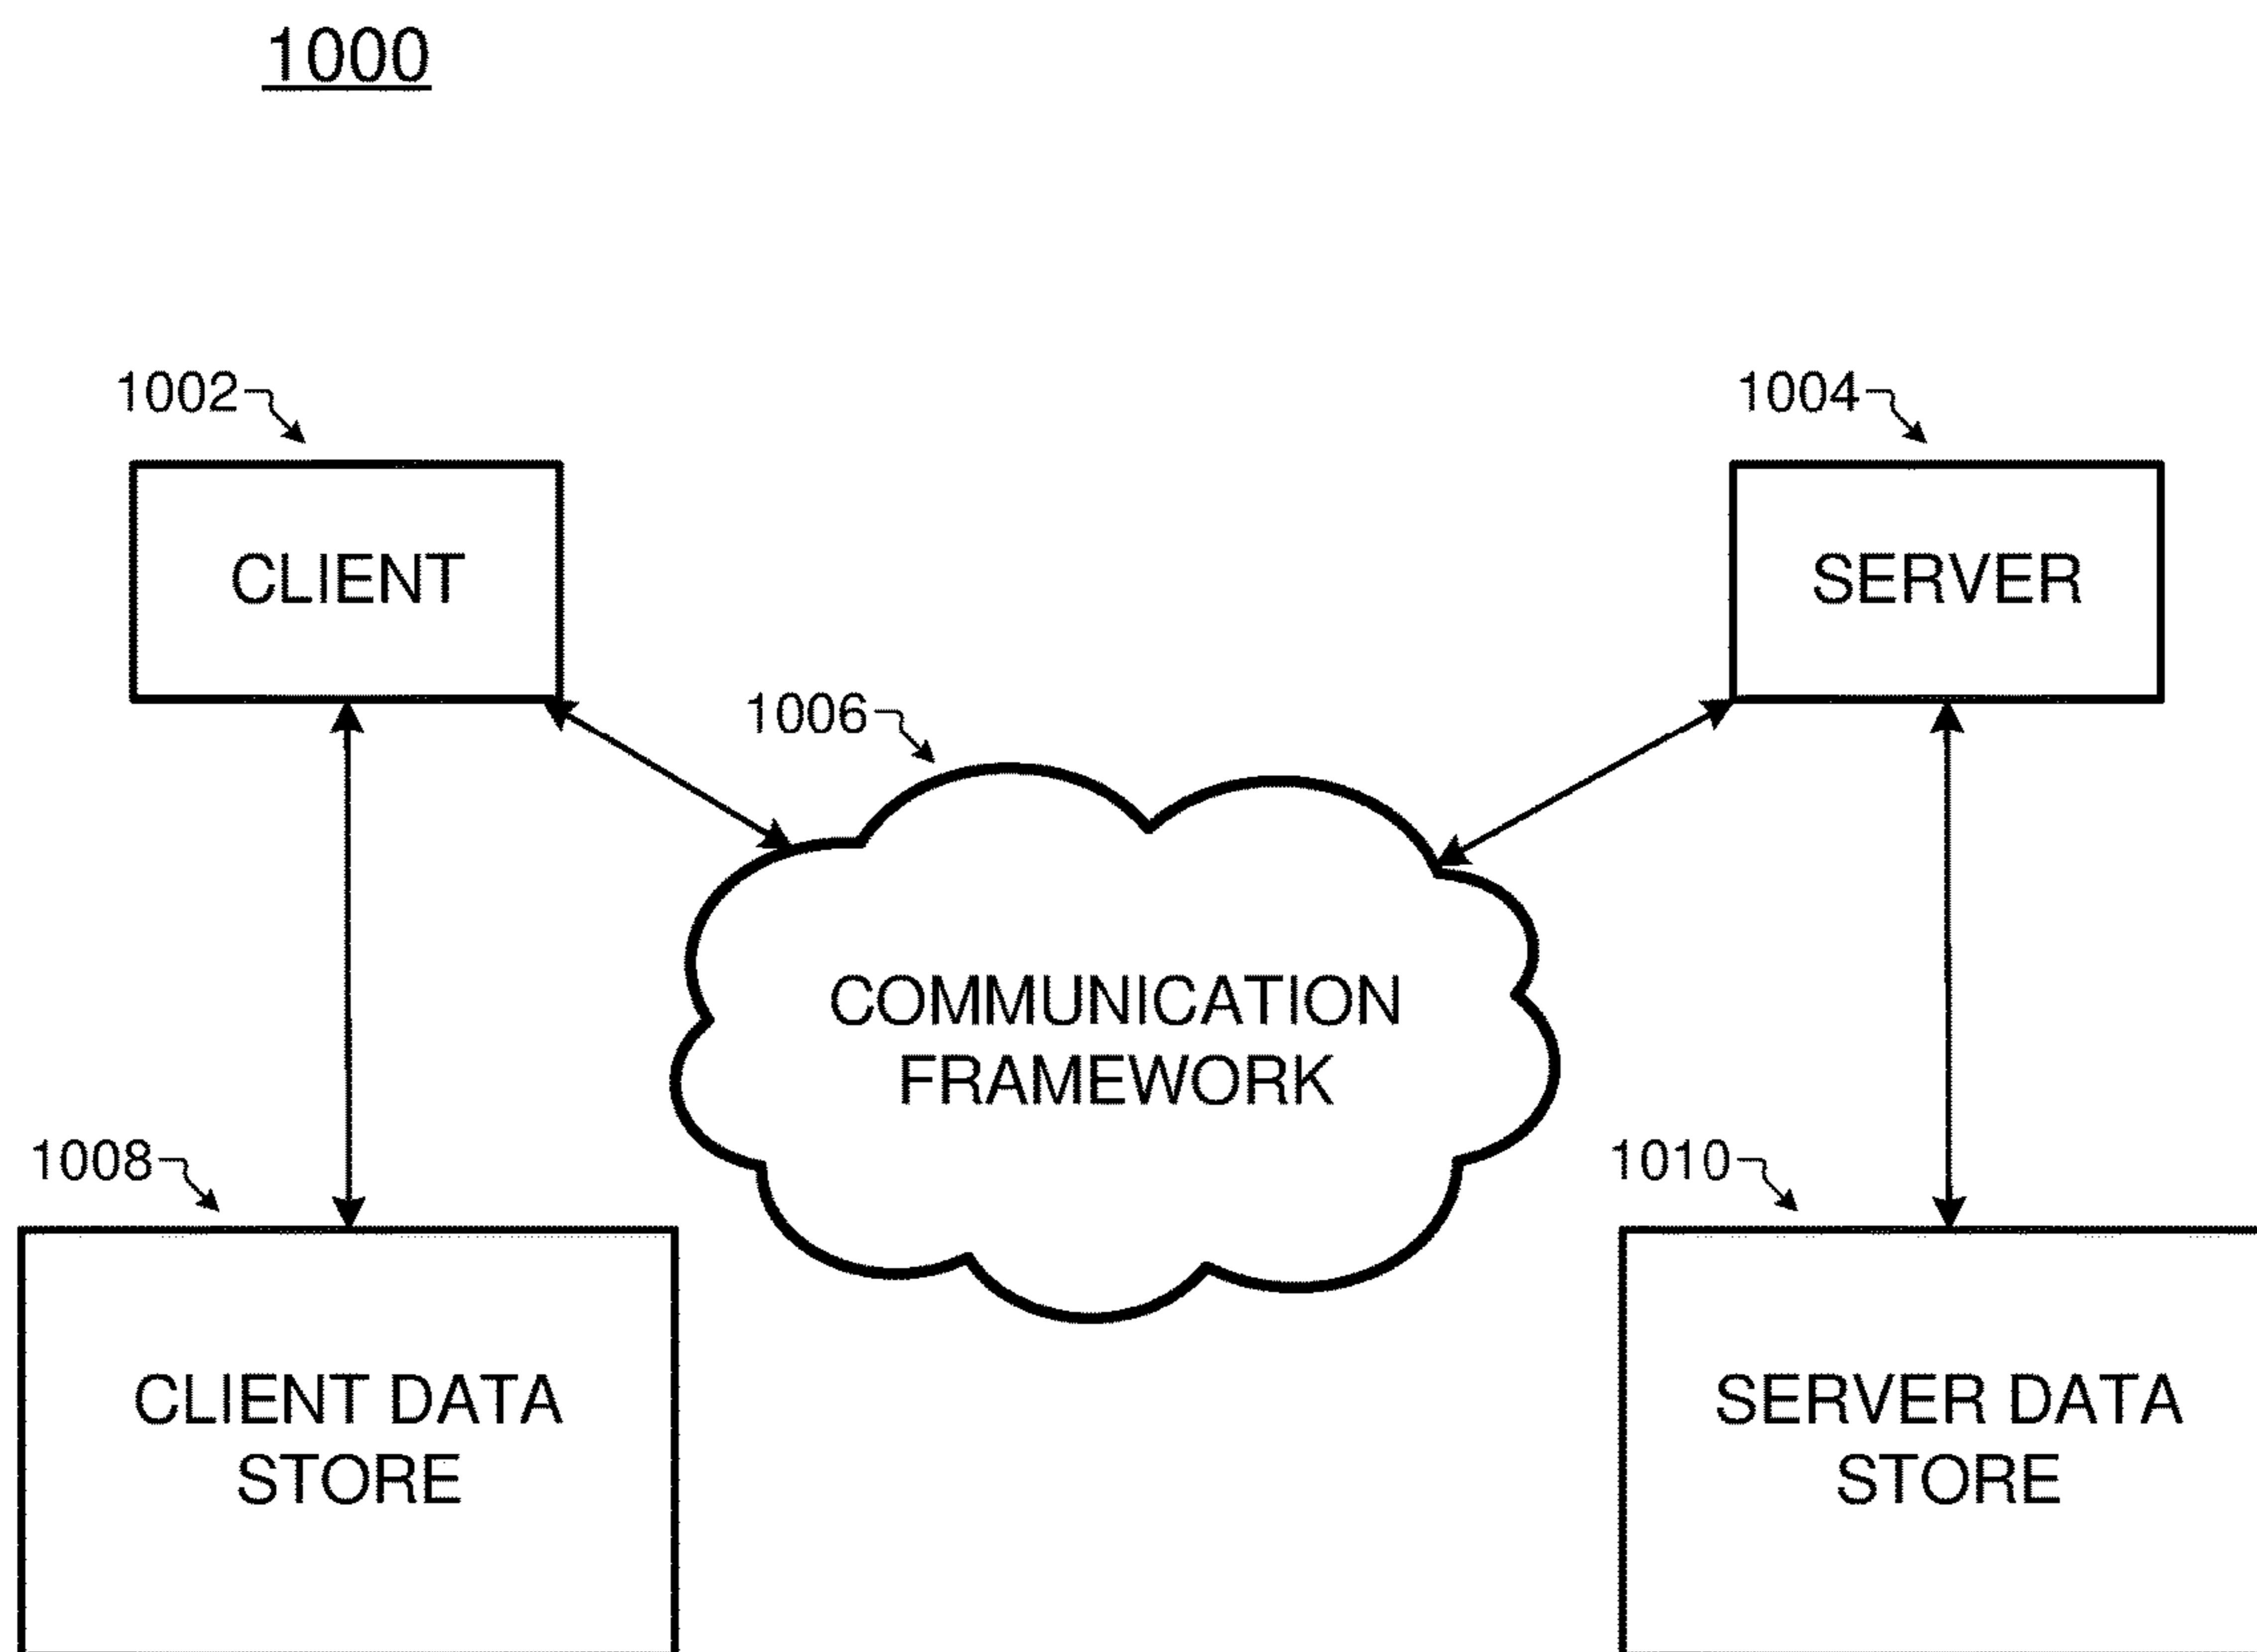 1000
1002
1004
CLIENT
SERVER
1006
COMMUNICATION
FRAMEWORK
1008
1010
CLIENT DATA
STORE
SERVER DATA
STORE